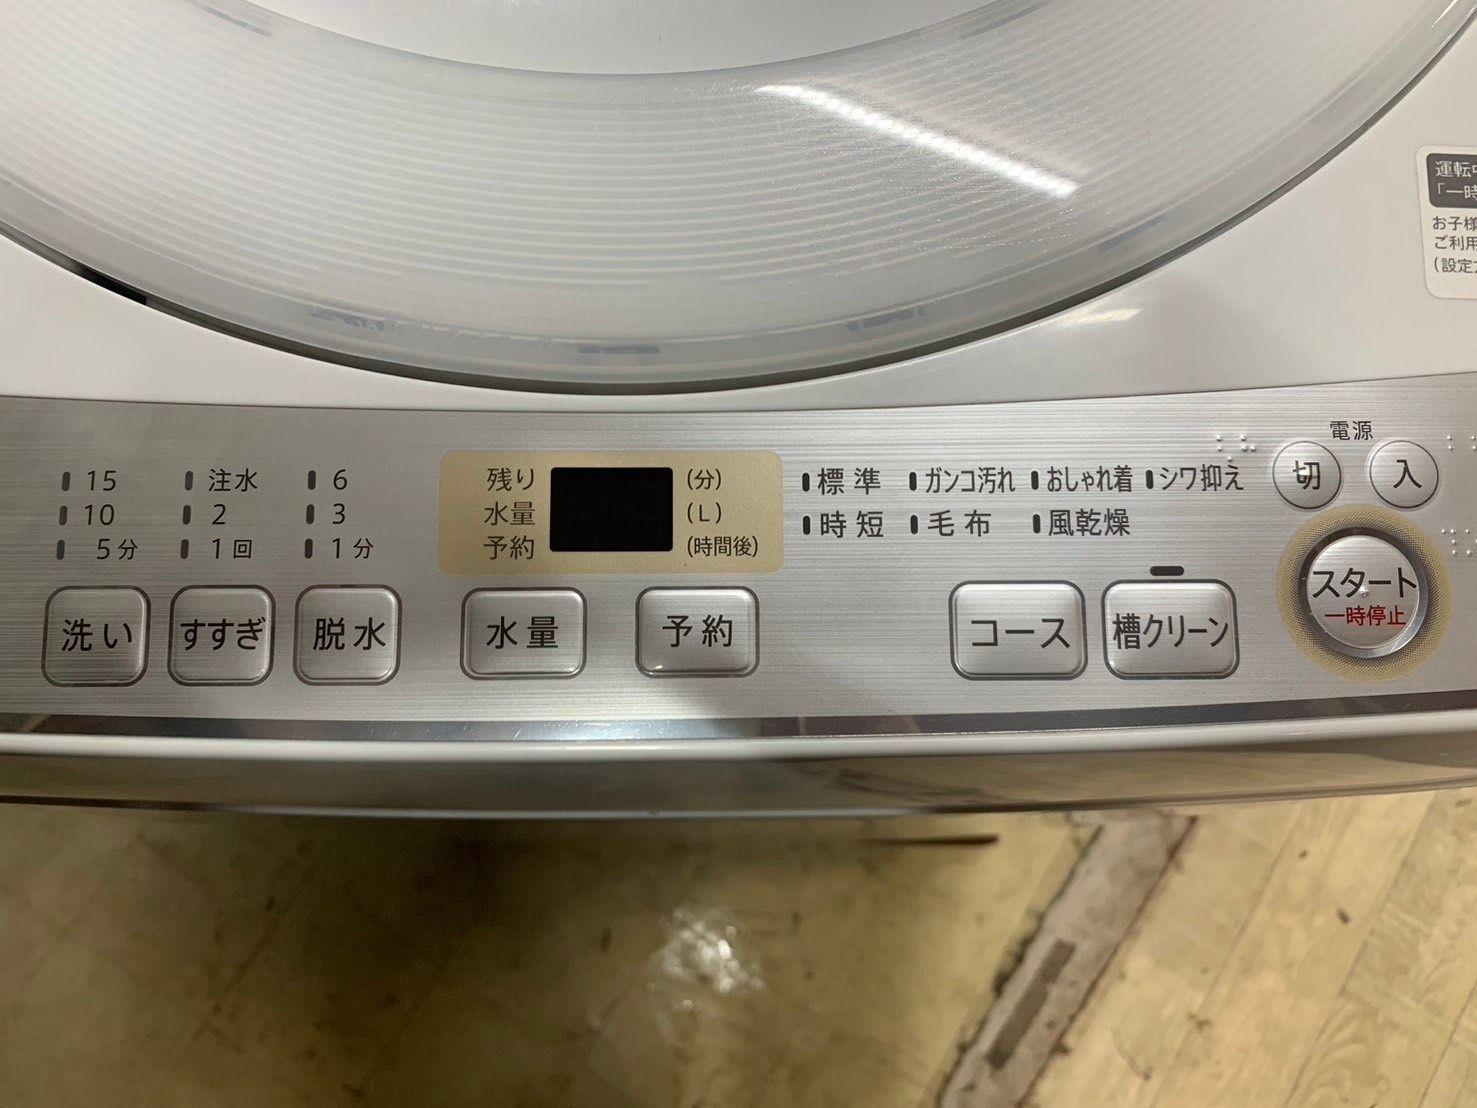 運転中
「一時
お子様
ご利用
(設定
電源
切 入
スタート
一時停止
15 注水 6
10 2 3
5分 1回 1分
洗い すすぎ 脱水
残り (分)
水量 (L)
予約 (時間後)
水量 予約
標準 ガンコ汚れ おしゃれ着 シワ抑え
時短 毛布 風乾燥
コース 槽クリーン